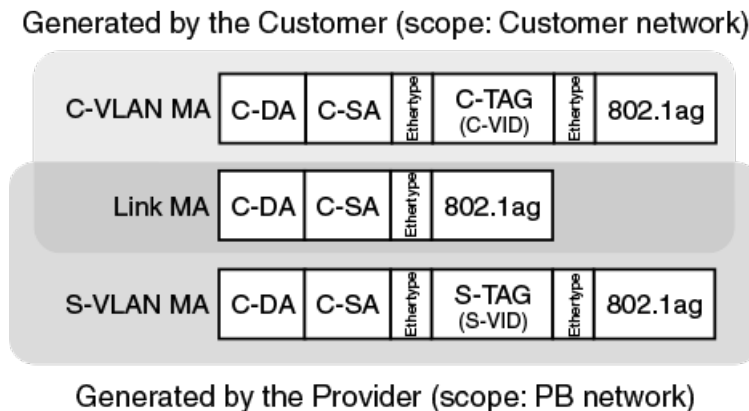 Generated by the Customer (scope: Customer network)
C-VLAN MA C-DA C-SA Ethertype C-TAG (C-VID) Ethertype 802.1ag
Link MA C-DA C-SA Ethertype 802.1ag
S-VLAN MA C-DA C-SA Ethertype S-TAG (S-VID) Ethertype 802.1ag
Generated by the Provider (scope: PB network)